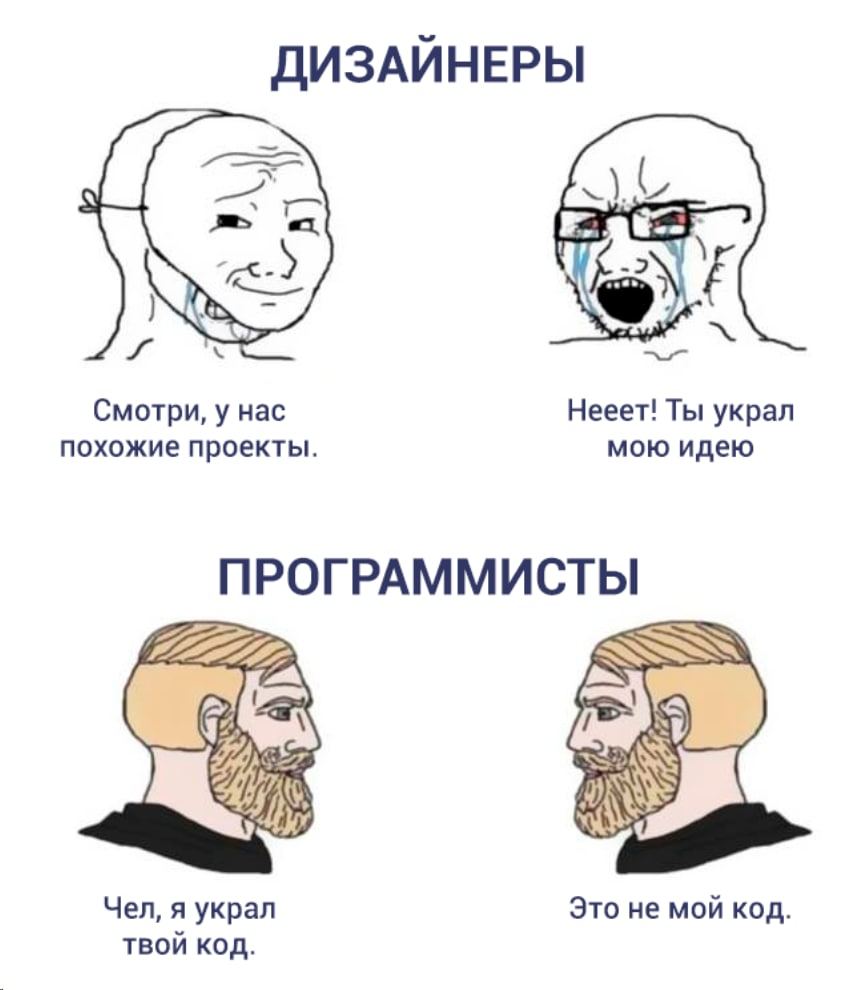 ДИЗАЙНЕРЫ
Смотри, у нас
похожие проекты.
Нееет! Ты украл
мою идею
ПРОГРАММИСТЫ
Чел, я украл
твой код.
Это не мой код.